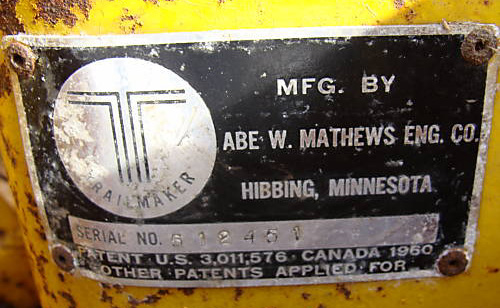 TRAILMAKER
MFG. BY
ABE W. MATHEWS ENG. CO.
HIBBING, MINNESOTA
SERIAL NO. 612451
PATENT U.S. 3,011,576 CANADA 1960
OTHER PATENTS APPLIED FOR